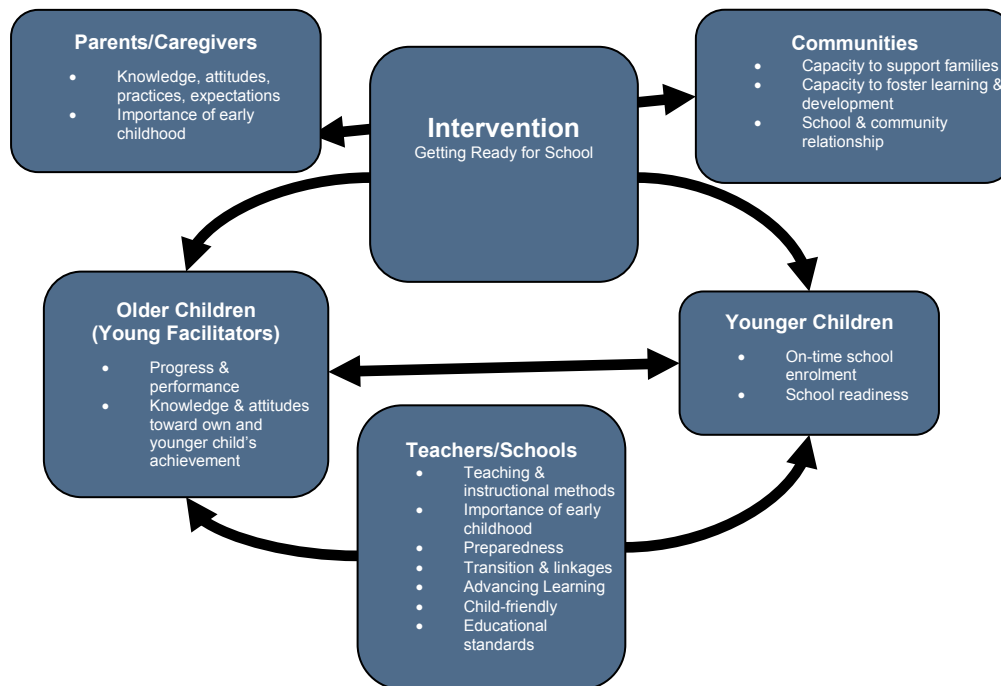 Parents/Caregivers
• Knowledge, attitudes,
practices, expectations
• Importance of early
childhood
Intervention
Getting Ready for School
Communities
• Capacity to support families
• Capacity to foster learning &
development
• School & community
relationship
Older Children
(Young Facilitators)
• Progress &
performance
• Knowledge & attitudes
toward own and
younger child’s
achievement
Younger Children
• On-time school
enrolment
• School readiness
Teachers/Schools
• Teaching &
instructional methods
• Importance of early
childhood
• Preparedness
• Transition & linkages
• Advancing Learning
• Child-friendly
• Educational
standards